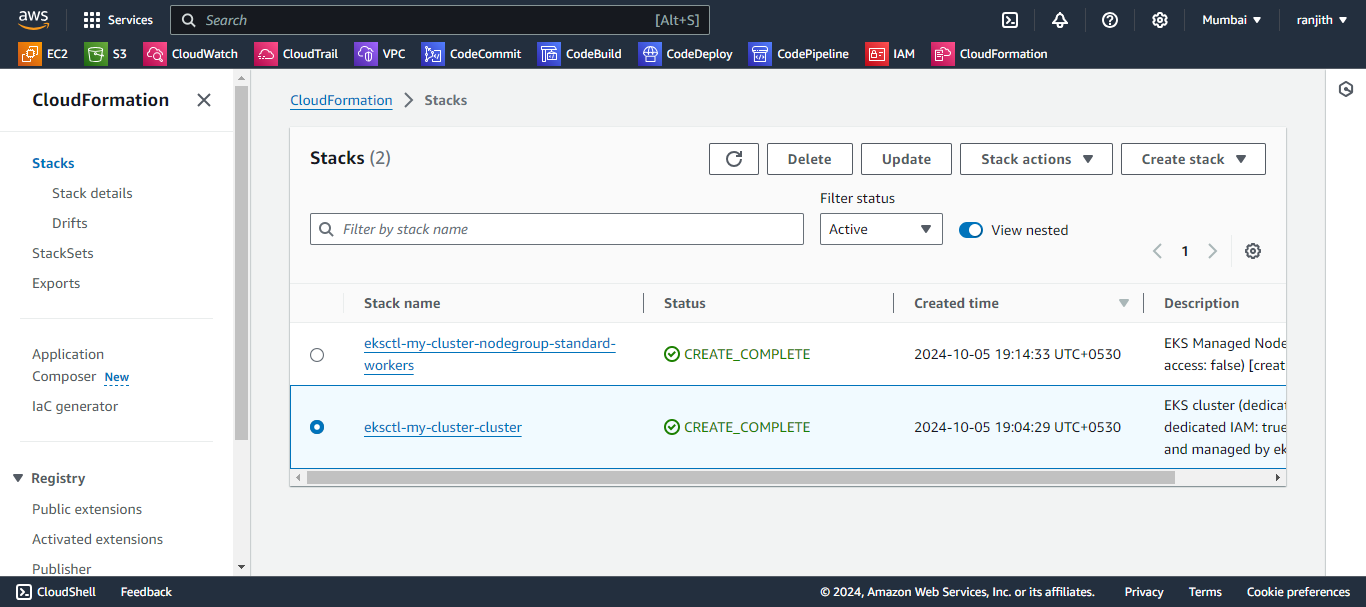 aws
Services
Search
[Alt+S]
Mumbai ▼
ranjith ▼
EC2
S3
CloudWatch
CloudTrail
VPC
CodeCommit
CodeBuild
CodeDeploy
CodePipeline
IAM
CloudFormation
CloudFormation
Stacks
Stack details
Drifts
StackSets
Exports
Application
Composer New
IaC generator
Registry
Public extensions
Activated extensions
Publisher
CloudFormation
Stacks
Stacks (2)
Delete
Update
Stack actions
Create stack
Filter by stack name
Filter status
Active
View nested
1
Stack name
Status
Created time
Description
eksctl-my-cluster-nodegroup-standard-
workers
CREATE_COMPLETE
2024-10-05 19:14:33 UTC+0530
EKS Managed Node
access: false) [creat
eksctl-my-cluster-cluster
CREATE_COMPLETE
2024-10-05 19:04:29 UTC+0530
EKS cluster (dedicat
dedicated IAM: true
and managed by ek
CloudShell
Feedback
© 2024, Amazon Web Services, Inc. or its affiliates.
Privacy
Terms
Cookie preferences